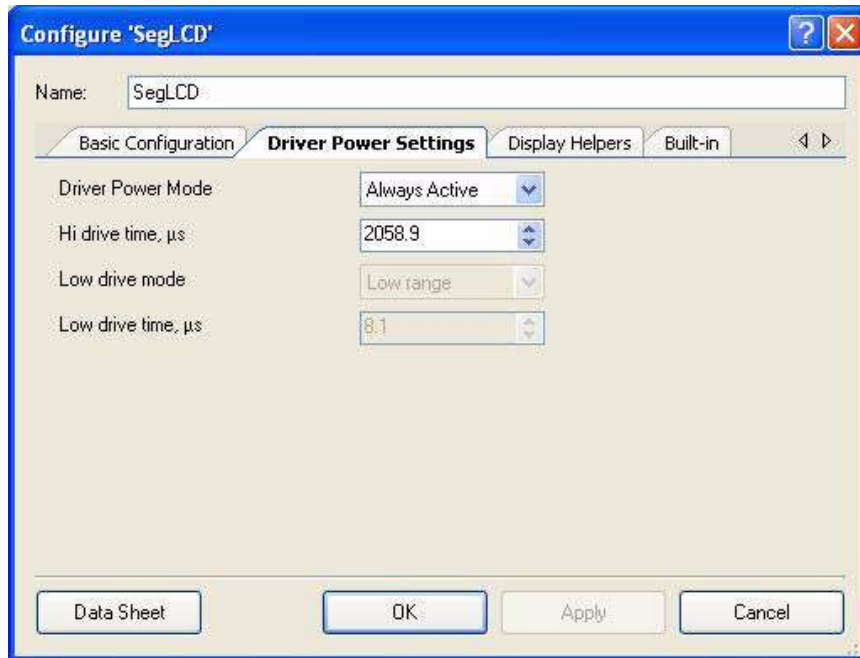 Configure 'SegLCD'
Name: SegLCD
Basic Configuration Driver Power Settings Display Helpers Built-in
Driver Power Mode Always Active
Hi drive time, µs 2058.9
Low drive mode Low range
Low drive time, µs 8.1
Data Sheet OK Apply Cancel